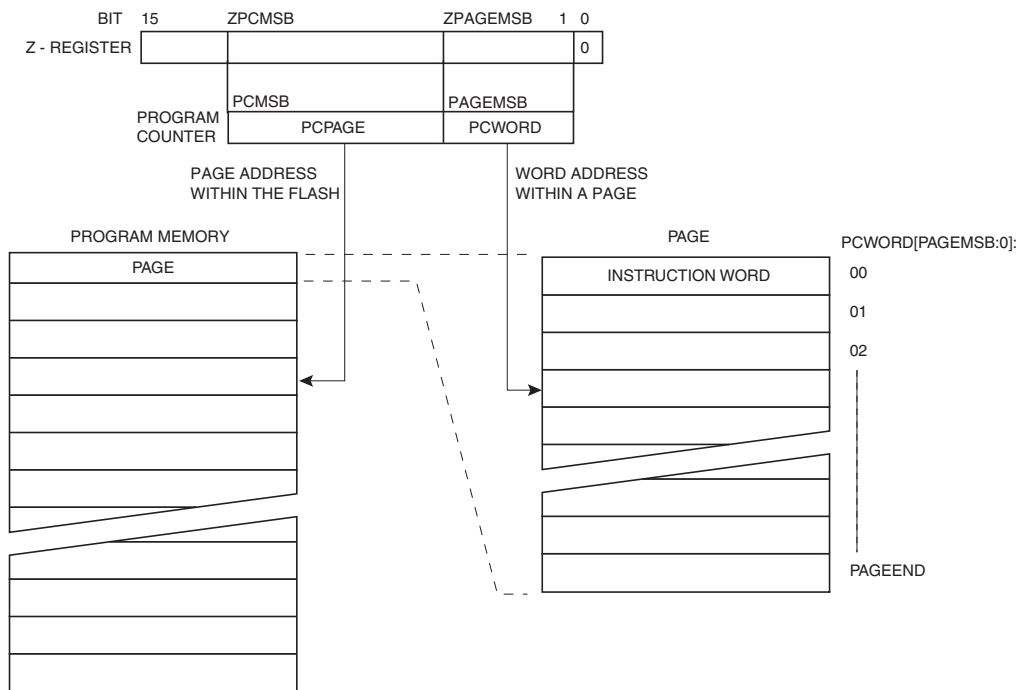 BIT 15 ZPCMSB ZPAGEMSB 1 0
Z - REGISTER 0
PCMSB PAGEMSB
PROGRAM
COUNTER
PCPAGE PCWORD
PAGE ADDRESS
WITHIN THE FLASH
WORD ADDRESS
WITHIN A PAGE
PROGRAM MEMORY
PAGE
PAGE
PCWORD[PAGEMSB:0]:
INSTRUCTION WORD
00
01
02
PAGEEND